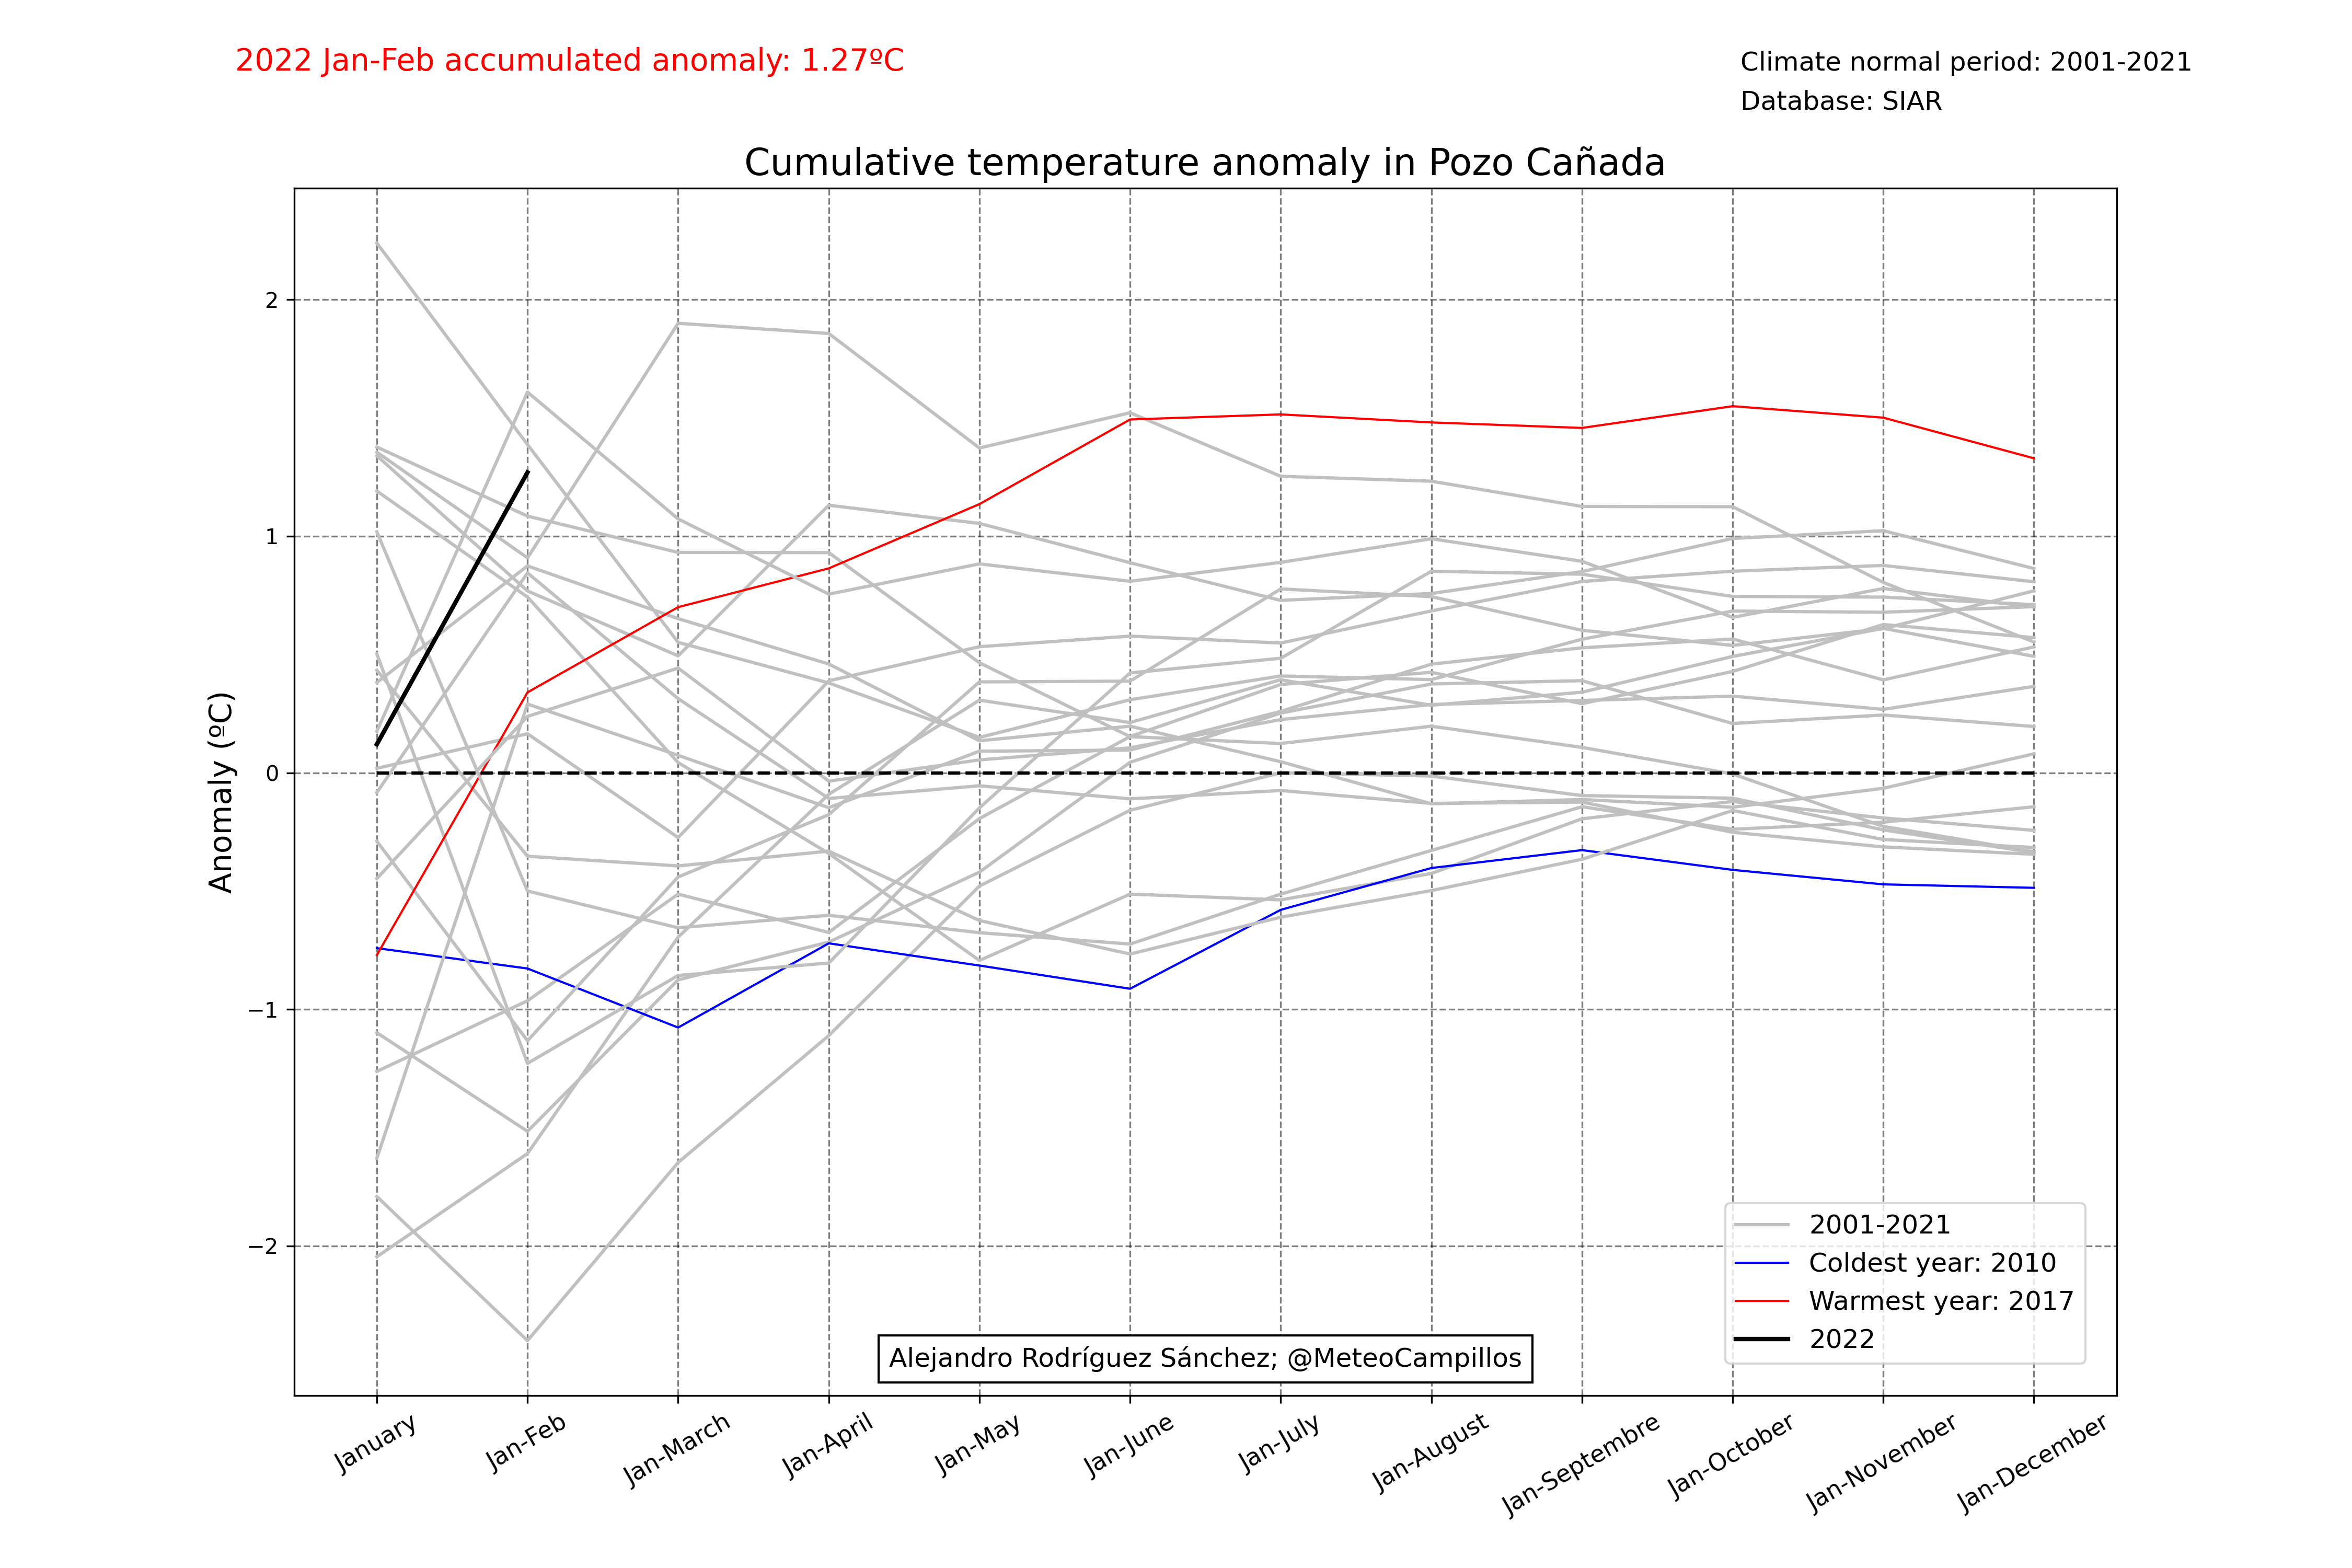 2022 Jan-Feb accumulated anomaly: 1.27ºC
Climate normal period: 2001-2021
Database: SIAR
Cumulative temperature anomaly in Pozo Cañada
Anomaly (ºC)
2
1
0
−1
−2
2001-2021
Coldest year: 2010
Warmest year: 2017
2022
Alejandro Rodríguez Sánchez; @MeteoCampillos
January
Jan-Feb
Jan-March
Jan-April
Jan-May
Jan-June
Jan-July
Jan-August
Jan-Septembre
Jan-October
Jan-November
Jan-December